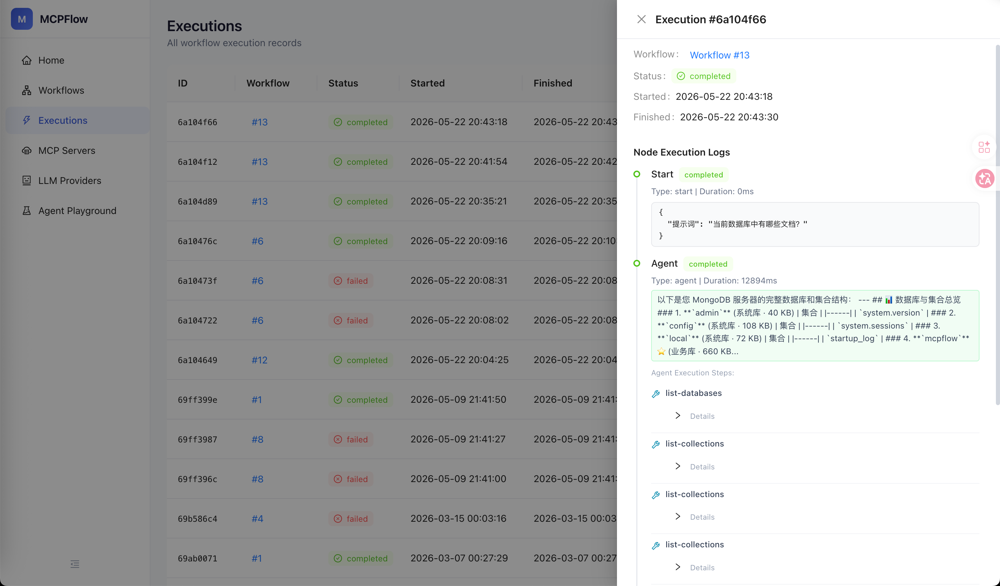 M MCPFlow
Home
Workflows
Executions
MCP Servers
LLM Providers
Agent Playground
Executions
All workflow execution records
ID Workflow Status Started Finished
6a104f66 #13 completed 2026-05-22 20:43:18 2026-05-22 20:43
6a104f12 #13 completed 2026-05-22 20:41:54 2026-05-22 20:42
6a104d89 #13 completed 2026-05-22 20:35:21 2026-05-22 20:35
6a10476c #6 completed 2026-05-22 20:09:16 2026-05-22 20:10
6a10473f #6 failed 2026-05-22 20:08:31 2026-05-22 20:08
6a104722 #6 failed 2026-05-22 20:08:02 2026-05-22 20:08
6a104649 #12 completed 2026-05-22 20:04:25 2026-05-22 20:04
69ff399e #1 completed 2026-05-09 21:41:50 2026-05-09 21:41:
69ff3987 #8 failed 2026-05-09 21:41:27 2026-05-09 21:41:
69ff396c #8 failed 2026-05-09 21:41:00 2026-05-09 21:41:
69b586c4 #4 failed 2026-03-15 00:03:16 2026-03-15 00:03
69ab0071 #1 completed 2026-03-07 00:27:29 2026-03-07 00:27
Execution #6a104f66
Workflow: Workflow #13
Status: completed
Started: 2026-05-22 20:43:18
Finished: 2026-05-22 20:43:30
Node Execution Logs
Start completed
Type: start | Duration: 0ms
{
"提示词": "当前数据库中有哪些文档？"
}
Agent completed
Type: agent | Duration: 12894ms
以下是您 MongoDB 服务器的完整数据库和集合结构： --- ## 📊 数据库与集合总览
### 1. **`admin`** (系统库 · 40 KB) | 集合 | |------| | `system.version` | ### 2.
**`config`** (系统库 · 108 KB) | 集合 | |------| | `system.sessions` | ### 3.
**`local`** (系统库 · 72 KB) | 集合 | |------| | `startup_log` | ### 4. **`mcpflow`**
⭐ (业务库 · 660 KB...
Agent Execution Steps:
list-databases
Details
list-collections
Details
list-collections
Details
list-collections
Details